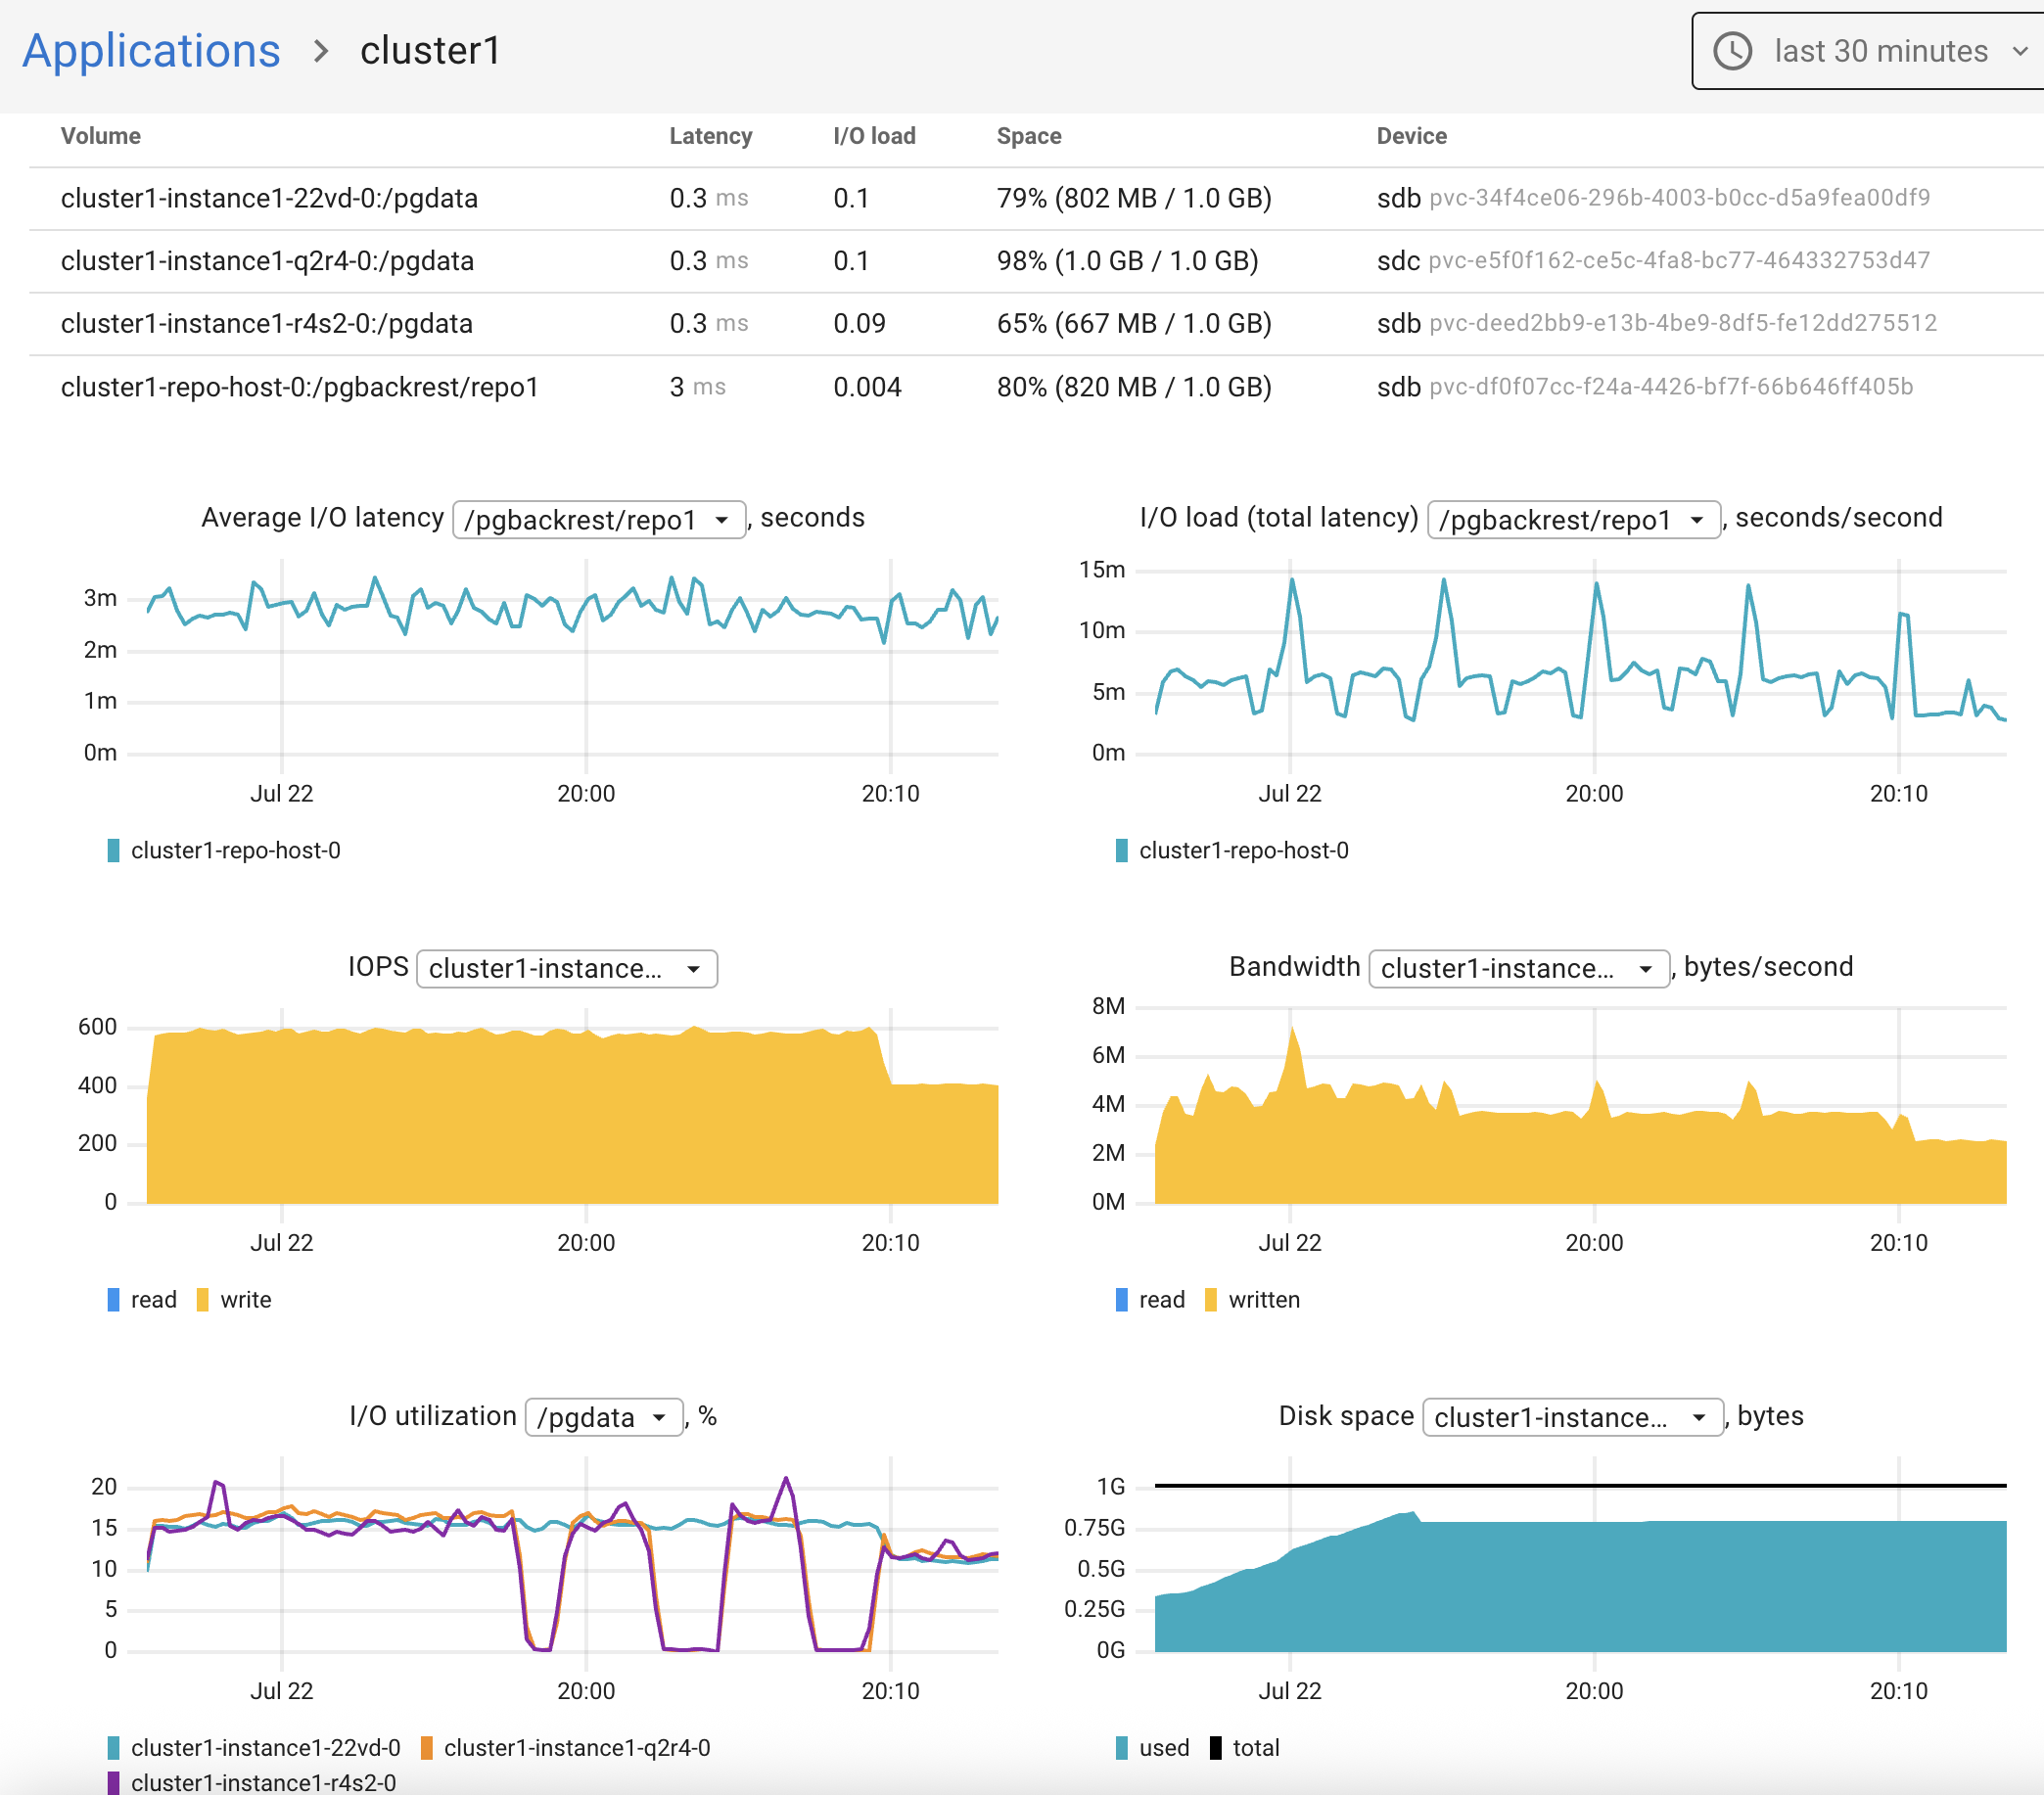 Applications > cluster1
last 30 minutes
Volume Latency I/O load Space Device
cluster1-instance1-22vd-0:/pgdata 0.3 ms 0.1 79% (802 MB / 1.0 GB) sdb pvc-34f4ce06-296b-4003-b0cc-d5a9fea00df9
cluster1-instance1-q2r4-0:/pgdata 0.3 ms 0.1 98% (1.0 GB / 1.0 GB) sdc pvc-e5f0f162-ce5c-4fa8-bc77-464332753d47
cluster1-instance1-r4s2-0:/pgdata 0.3 ms 0.09 65% (667 MB / 1.0 GB) sdb pvc-deed2bb9-e13b-4be9-8df5-fe12dd275512
cluster1-repo-host-0:/pgbackrest/repo1 3 ms 0.004 80% (820 MB / 1.0 GB) sdb pvc-df0f07cc-f24a-4426-bf7f-66b646ff405b
Average I/O latency /pgbackrest/repo1 , seconds
3m
2m
1m
0m
Jul 22 20:00 20:10
cluster1-repo-host-0
I/O load (total latency) /pgbackrest/repo1 , seconds/second
15m
10m
5m
0m
Jul 22 20:00 20:10
cluster1-repo-host-0
IOPS cluster1-instance...
600
400
200
0
Jul 22 20:00 20:10
read write
Bandwidth cluster1-instance... , bytes/second
8M
6M
4M
2M
0M
Jul 22 20:00 20:10
read written
I/O utilization /pgdata , %
20
15
10
5
0
Jul 22 20:00 20:10
cluster1-instance1-22vd-0 cluster1-instance1-q2r4-0
cluster1-instance1-r4s2-0
Disk space cluster1-instance... , bytes
1G
0.75G
0.5G
0.25G
0G
Jul 22 20:00 20:10
used total